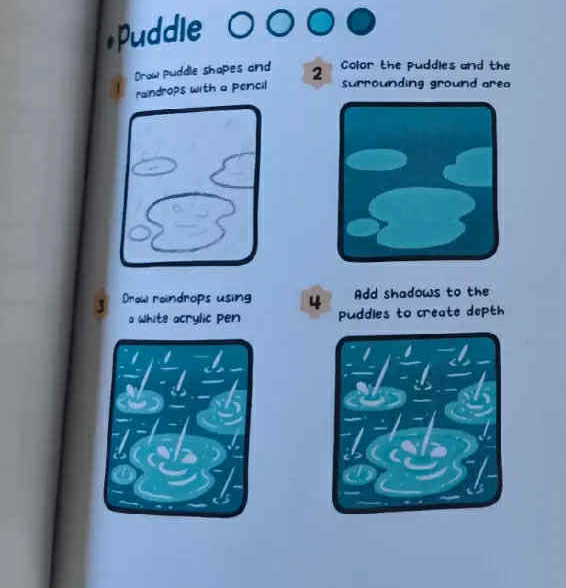 •Puddle
1
Draw puddle shapes and
raindrops with a pencil
2
Color the puddles and the
surrounding ground area
3
Draw raindrops using
a white acrylic pen
4
Add shadows to the
puddles to create depth